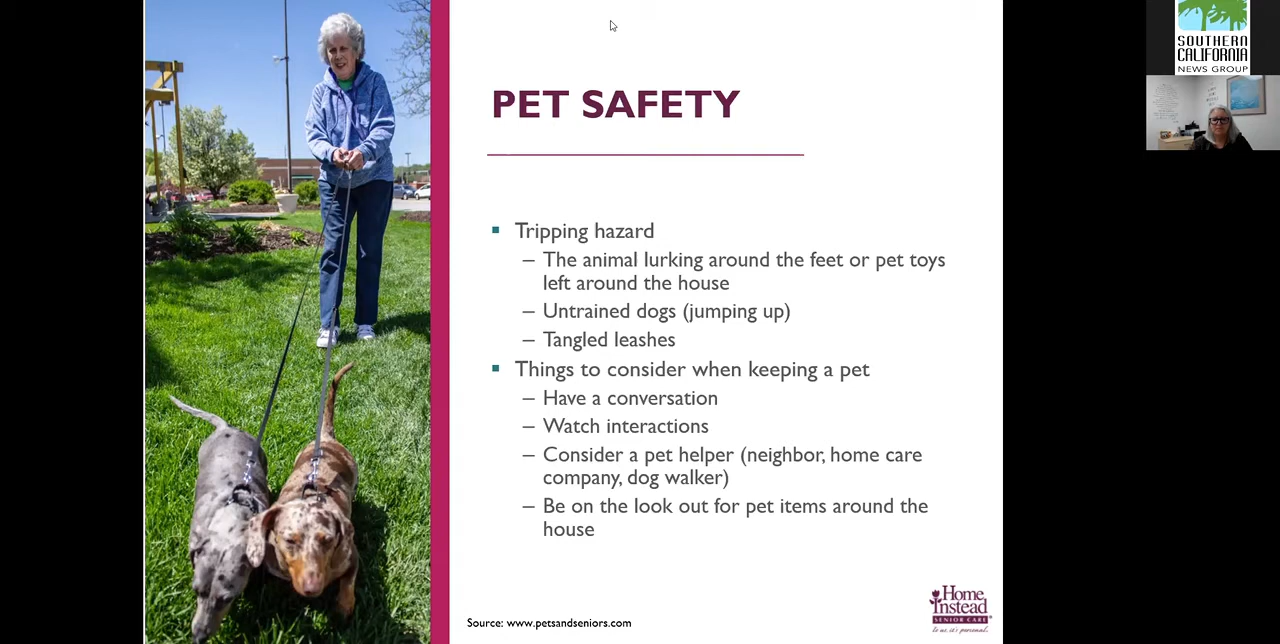 PET SAFETY
Tripping hazard
– The animal lurking around the feet or pet toys
left around the house
– Untrained dogs (jumping up)
– Tangled leashes
Things to consider when keeping a pet
– Have a conversation
– Watch interactions
– Consider a pet helper (neighbor, home care
company, dog walker)
– Be on the look out for pet items around the
house
Source: www.petsandseniors.com
Home
Instead
SENIOR CARE
to us, it's personal.
SOUTHERN
CALIFORNIA
NEWS GROUP